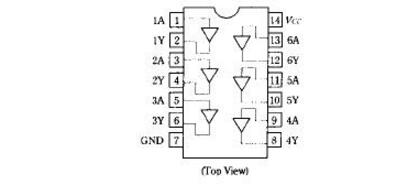 1A 1 14 VCC
1Y 2 13 6A
2A 3 12 6Y
2Y 4 11 5A
3A 5 10 5Y
3Y 6 9 4A
GND 7 8 4Y
(Top View)